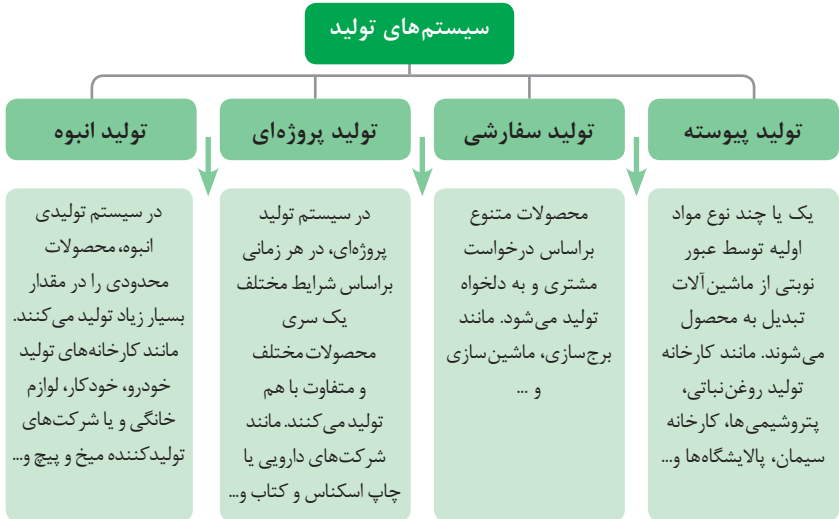 سیستم‌های تولید
تولید پیوسته
تولید سفارشی
تولید پروژه‌ای
تولید انبوه
یک یا چند نوع مواد
اولیه توسط عبور
نوبتی از ماشین‌آلات
تبدیل به محصول
می‌شوند. مانند کارخانه
تولید روغن‌نباتی،
پتروشیمی‌ها، کارخانه
سیمان، پالایشگاه‌ها و...
محصولات متنوع
براساس درخواست
مشتری و به دلخواه
تولید می‌شود. مانند
برج‌سازی، ماشین‌سازی
و ...
در سیستم تولید
پروژه‌ای، در هر زمانی
براساس شرایط مختلف
یک سری
محصولات مختلف
و متفاوت با هم
تولید می‌کنند. مانند
شرکت‌های دارویی یا
چاپ اسکناس و کتاب و...
در سیستم تولیدی
انبوه، محصولات
محدودی را در مقدار
بسیار زیاد تولید می‌کنند.
مانند کارخانه‌های تولید
خودرو، خودکار، لوازم
خانگی و یا شرکت‌های
تولیدکننده میخ و پیچ و...